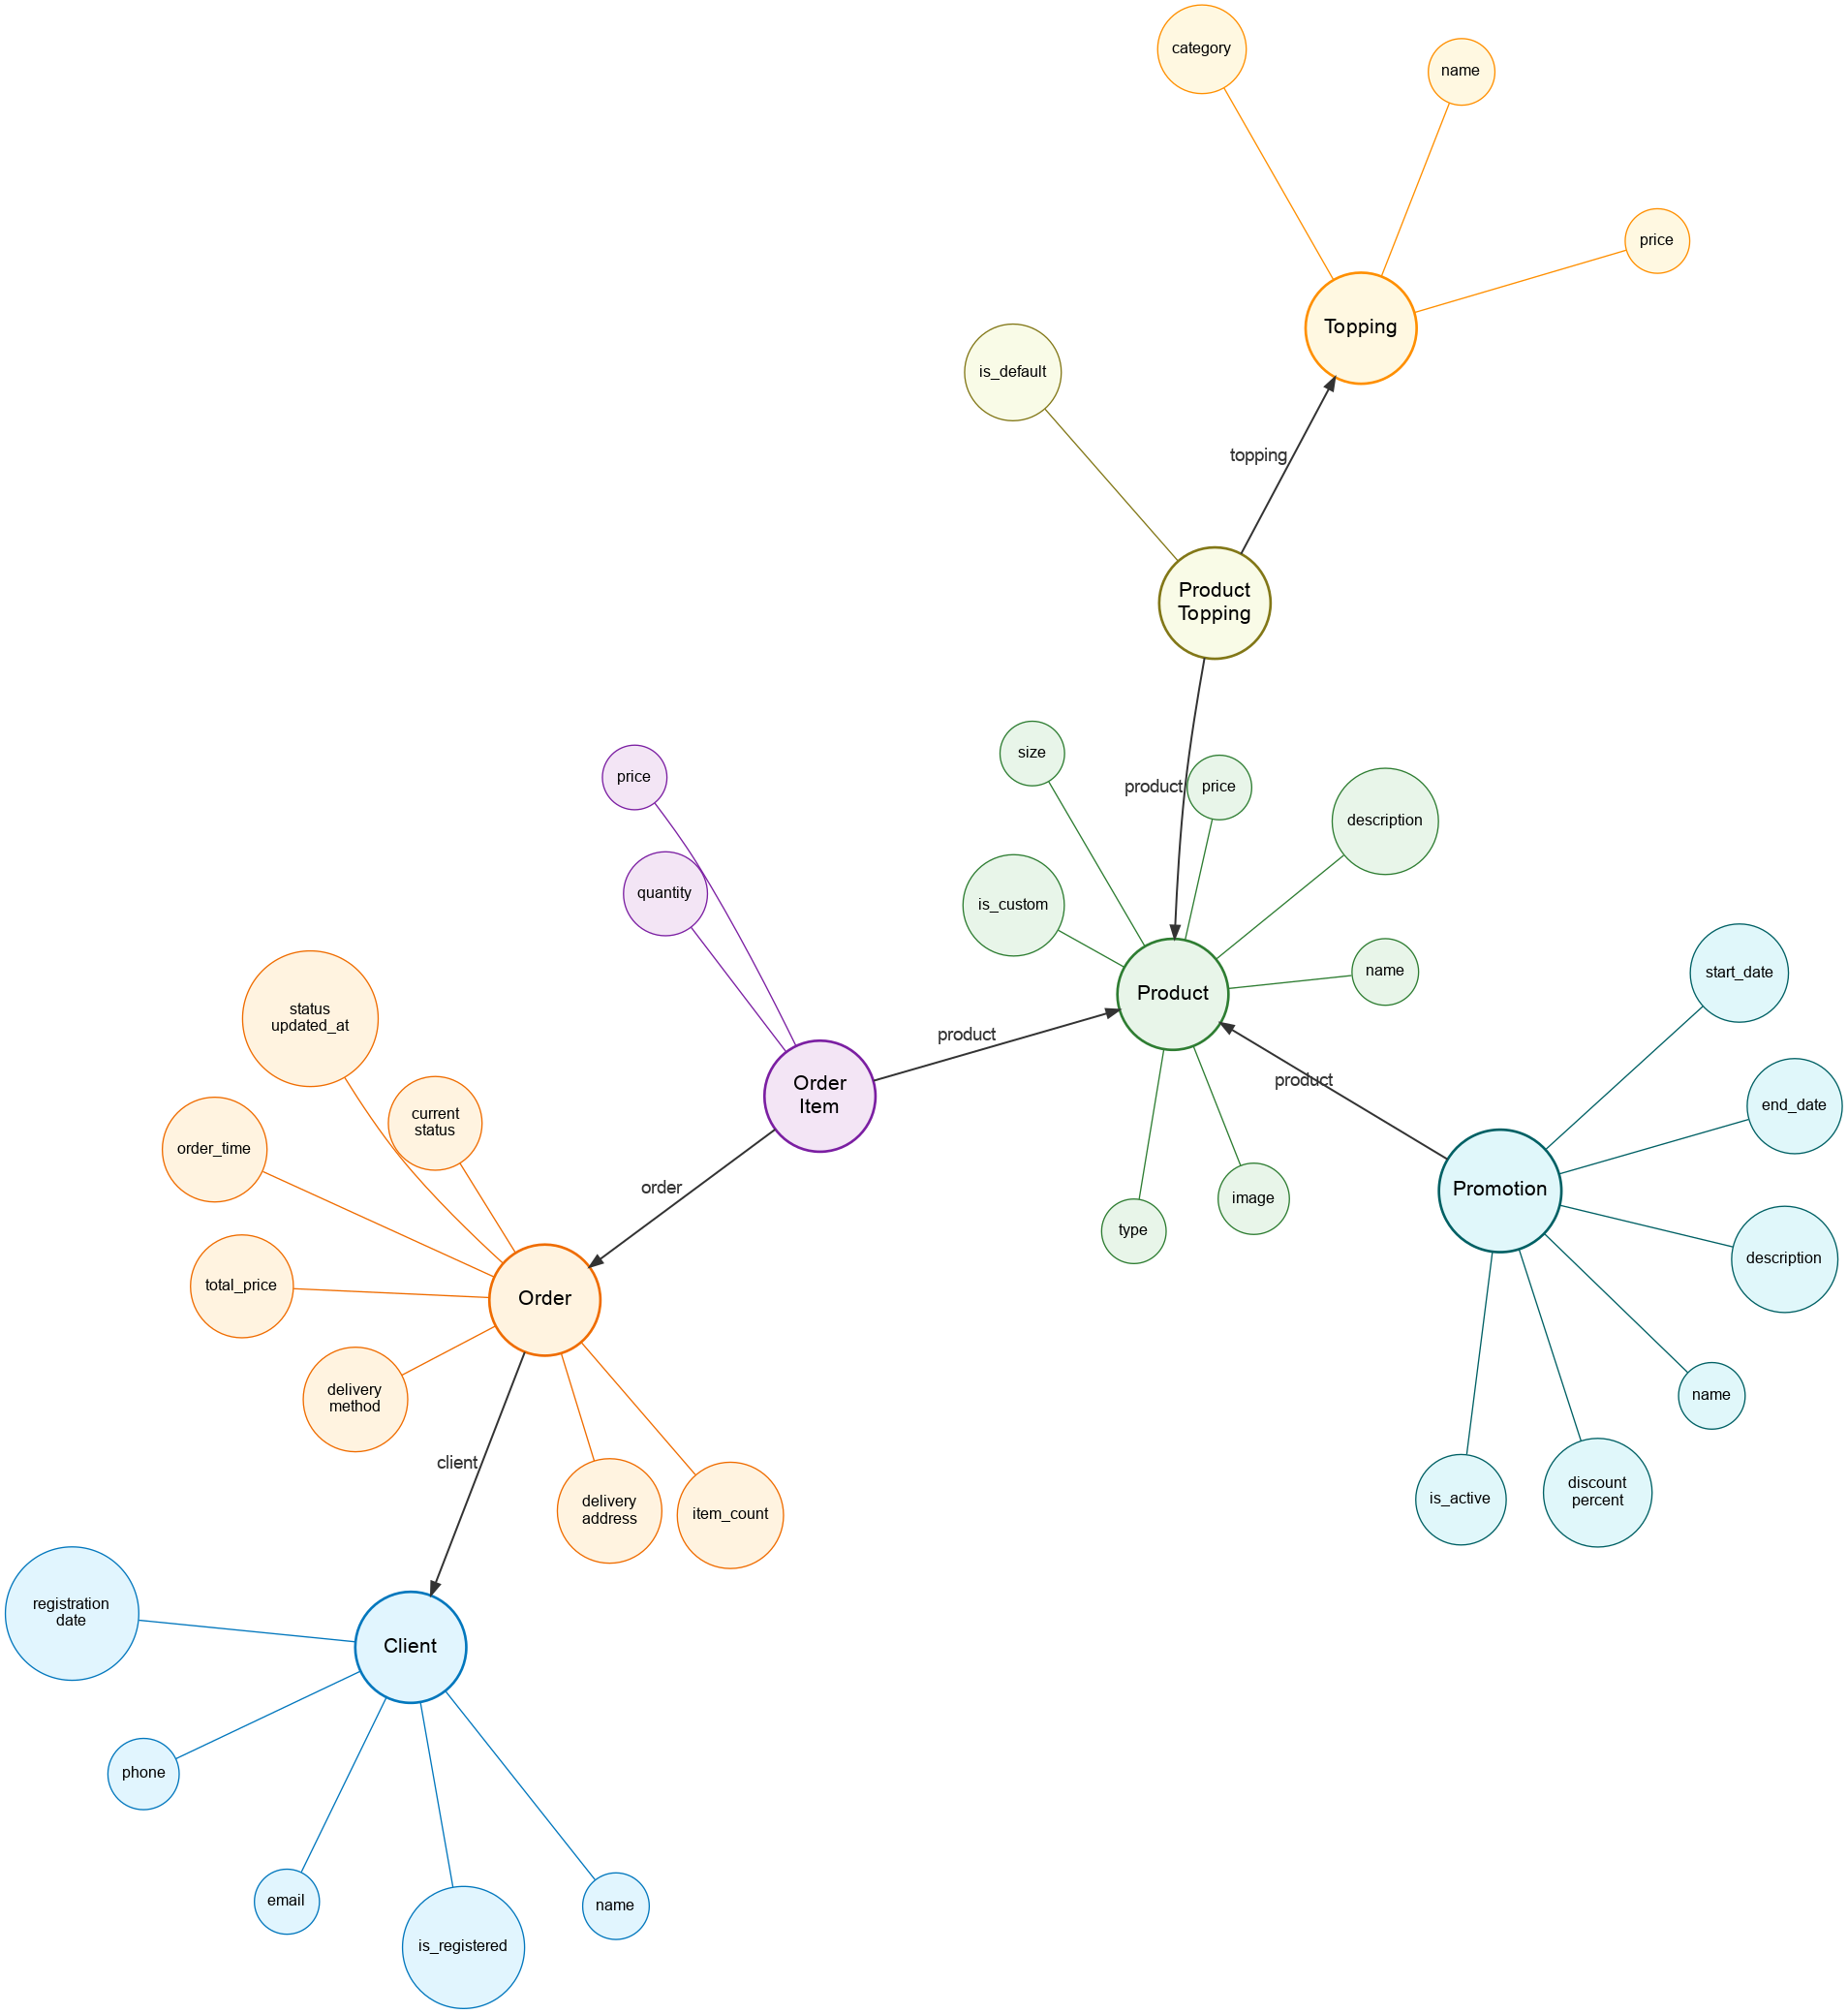 category
name
price
Topping
is_default
topping
Product
Topping
size
price
product
description
price
quantity
is_custom
name
Product
start_date
status
updated_at
product
Order
Item
product
end_date
current
status
order_time
order
Promotion
image
type
description
total_price
Order
delivery
method
name
client
is_active
discount
percent
delivery
address
item_count
registration
date
Client
phone
email
is_registered
name